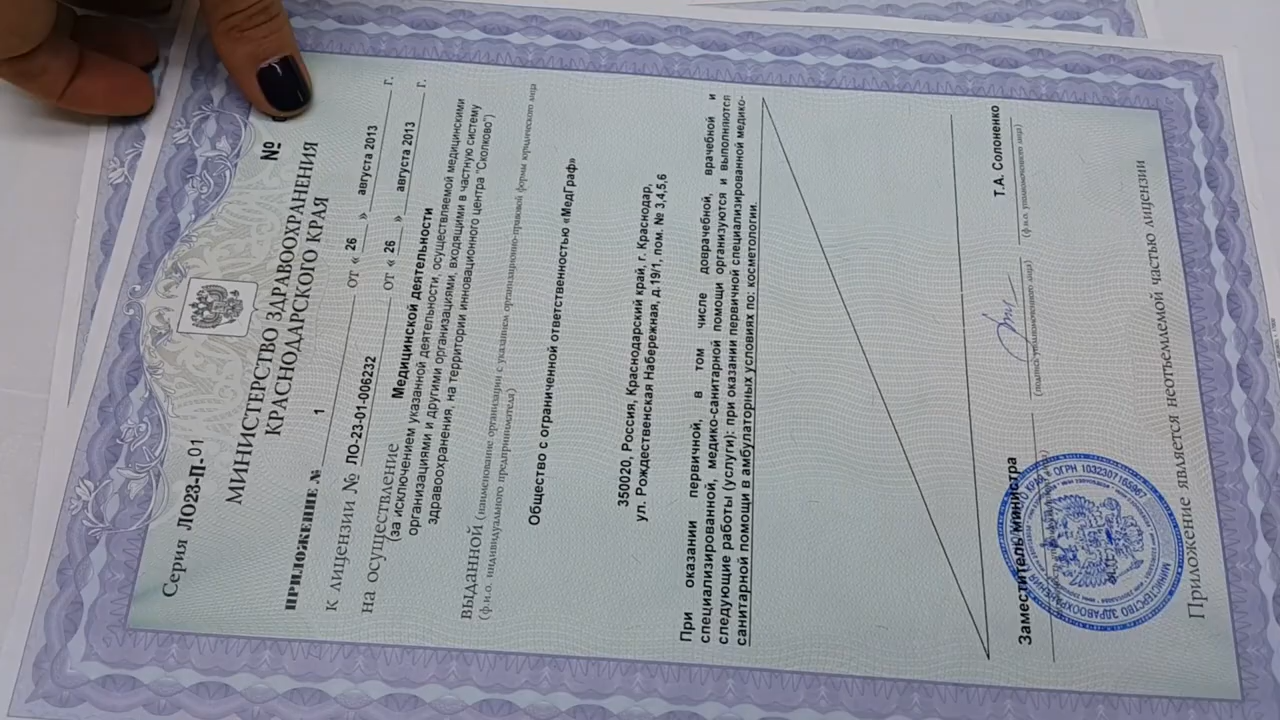 Серия ЛО23-П- 01 №
МИНИСТЕРСТВО ЗДРАВООХРАНЕНИЯ
КРАСНОДАРСКОГО КРАЯ
ПРИЛОЖЕНИЕ № 1
К ЛИЦЕНЗИИ № ЛО-23-01-006232 от « 26 » августа 2013 г.
на осуществление от « 26 » августа 2013 г.
Медицинской деятельности
(за исключением указанной деятельности, осуществляемой медицинскими
организациями и другими организациями, входящими в частную систему
здравоохранения, на территории инновационного центра "Сколково")
выданной (наименование организации с указанием организационно-правовой формы юридического лица
(ф.и.о. индивидуального предпринимателя)
Общество с ограниченной ответственностью «МедГраф»
350020, Россия, Краснодарский край, г. Краснодар,
ул. Рождественская Набережная, д.19/1, пом. № 3,4,5,6
При оказании первичной, в том числе доврачебной, врачебной и
специализированной, медико-санитарной помощи организуются и выполняются
следующие работы (услуги): при оказании первичной специализированной медико-
санитарной помощи в амбулаторных условиях по: косметологии.
Заместитель министра Т.А. Солоненко
(подпись уполномоченного лица) (ф.и.о. уполномоченного лица)
МИНИСТЕРСТВО ЗДРАВООХРАНЕНИЯ
ОГРН 1032307165967
Приложение является неотъемлемой частью лицензии